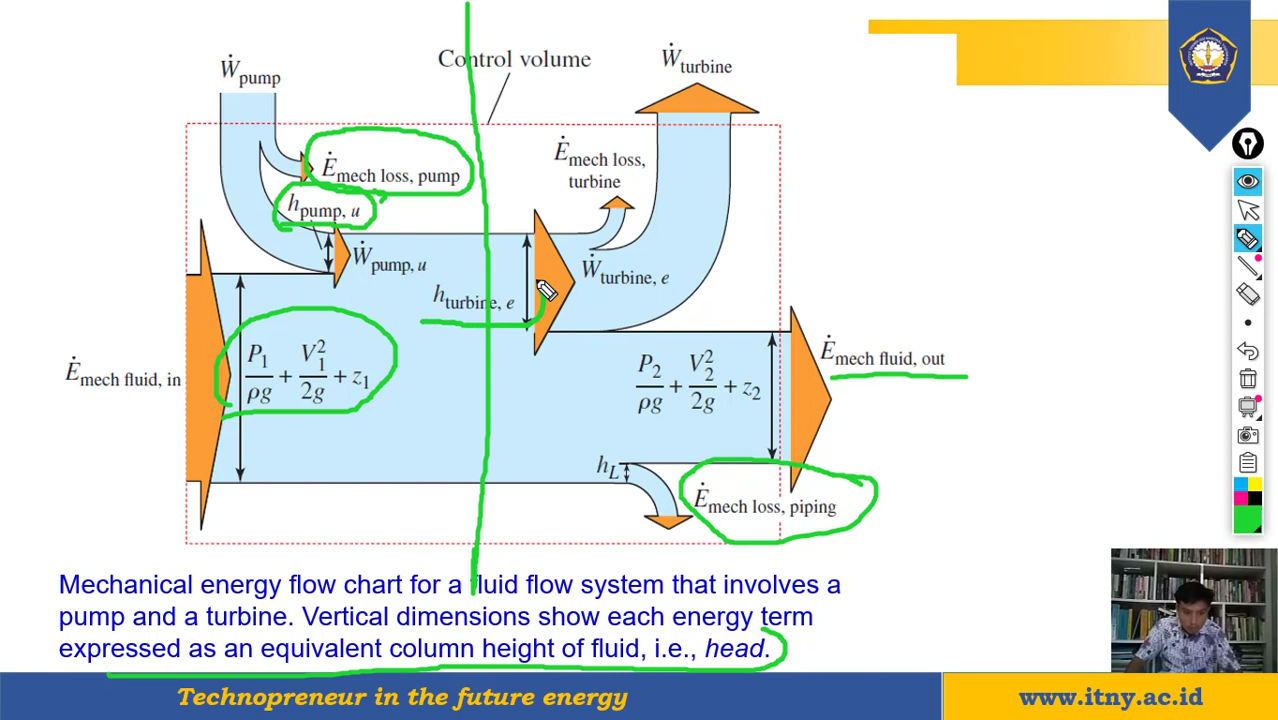 Control volume
Ẇpump
Ẇturbine
Ėmech loss, pump
Ėmech loss,
turbine
hpump, u
Ẇpump, u
Ẇturbine, e
hturbine, e
Ėmech fluid, in
P₁/ρg + V₁²/2g + z₁
P₂/ρg + V₂²/2g + z₂
Ėmech fluid, out
hL
Ėmech loss, piping
Mechanical energy flow chart for a fluid flow system that involves a
pump and a turbine. Vertical dimensions show each energy term
expressed as an equivalent column height of fluid, i.e., head.
Technopreneur in the future energy
www.itny.ac.id